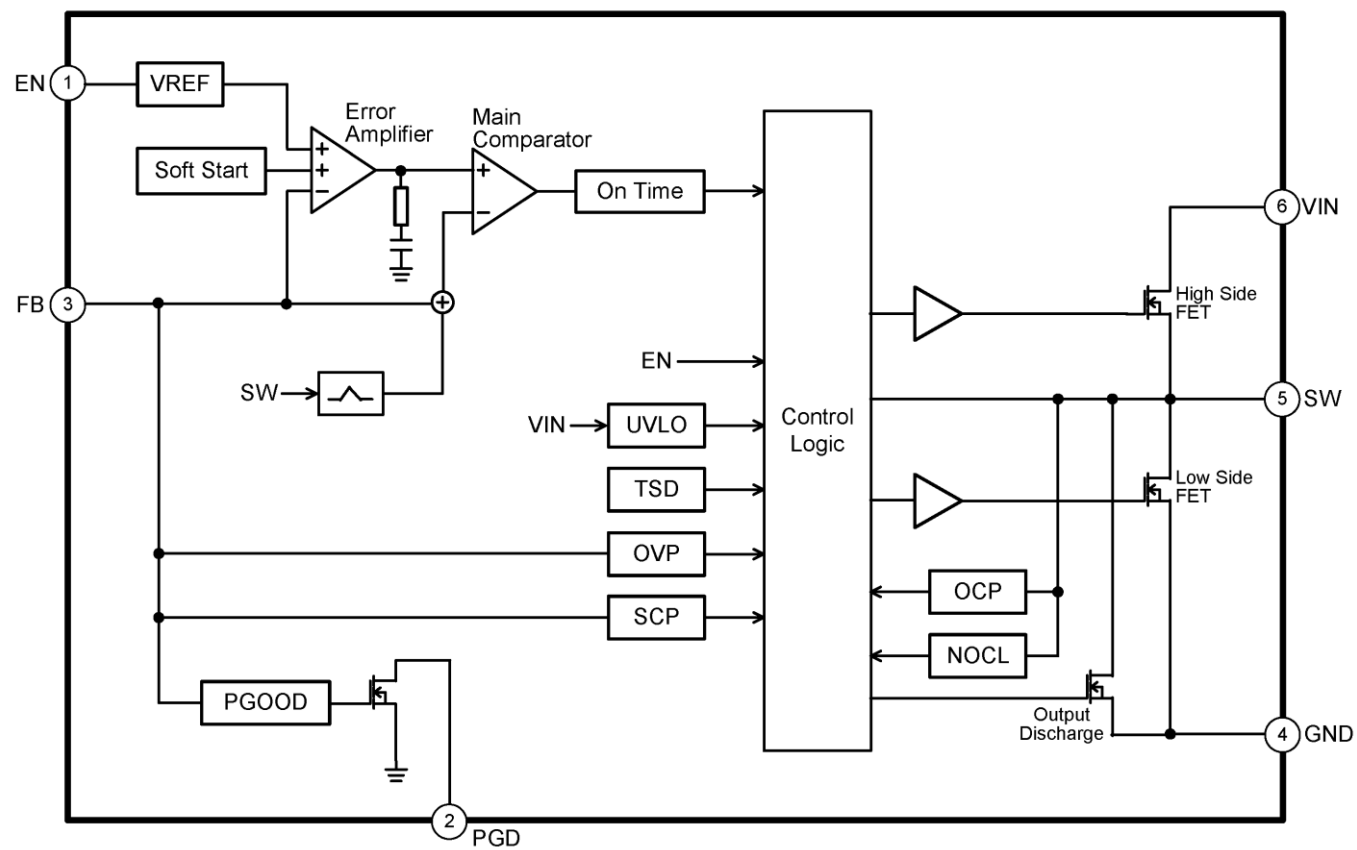 EN
1
VREF
Error
Amplifier
Main
Comparator
+
+
−
Soft Start
+
−
On Time
6
VIN
FB
3
+
High Side
FET
EN
SW
5
SW
Control
Logic
VIN
UVLO
TSD
Low Side
FET
OVP
OCP
SCP
NOCL
PGOOD
Output
Discharge
4
GND
2
PGD